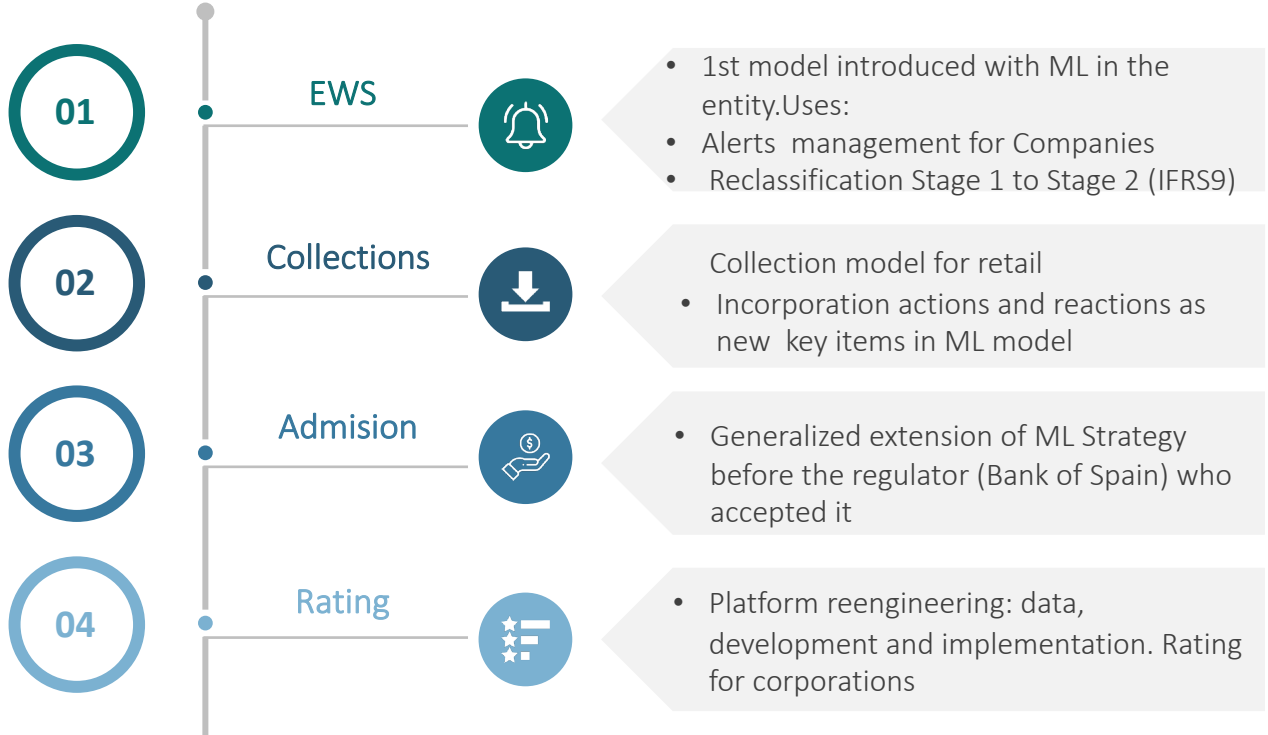 01
EWS
• 1st model introduced with ML in the
entity.Uses:
• Alerts  management for Companies
• Reclassification Stage 1 to Stage 2 (IFRS9)
02
Collections
Collection model for retail
• Incorporation actions and reactions as
new  key items in ML model
03
Admision
• Generalized extension of ML Strategy
before the regulator (Bank of Spain) who
accepted it
04
Rating
• Platform reengineering: data,
development and implementation. Rating
for corporations